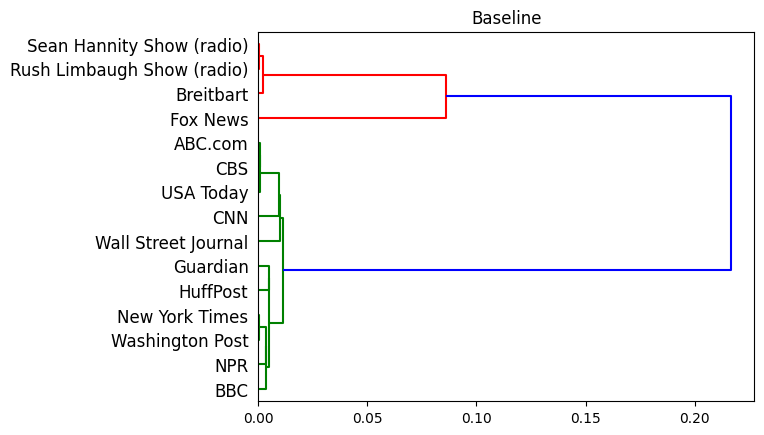 Baseline
Sean Hannity Show (radio)
Rush Limbaugh Show (radio)
Breitbart
Fox News
ABC.com
CBS
USA Today
CNN
Wall Street Journal
Guardian
HuffPost
New York Times
Washington Post
NPR
BBC
0.00 0.05 0.10 0.15 0.20